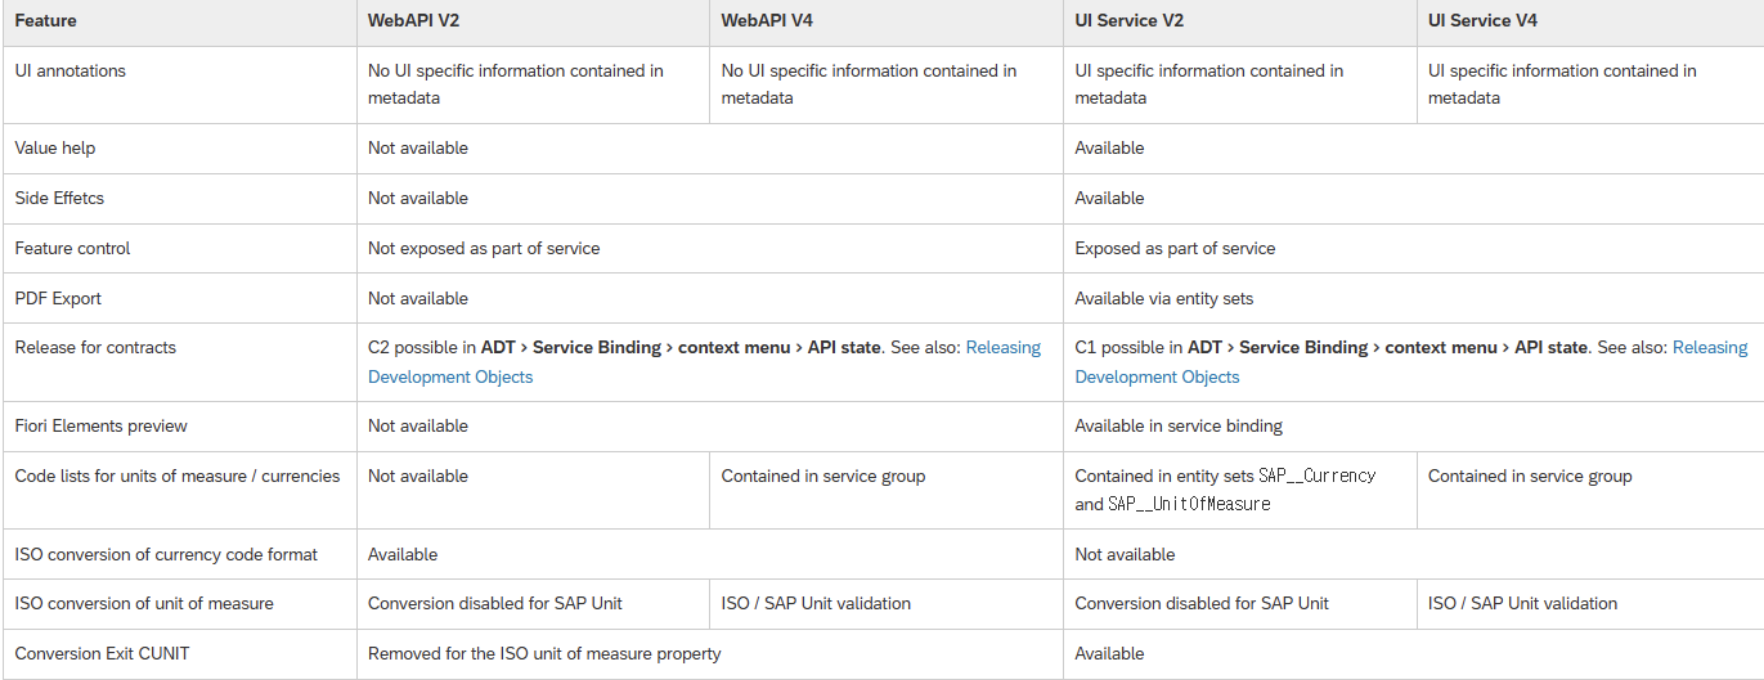 Feature WebAPI V2 WebAPI V4 UI Service V2 UI Service V4
UI annotations No UI specific information contained in No UI specific information contained in UI specific information contained in UI specific information contained in
metadata metadata metadata metadata
Value help Not available Available
Side Effetcs Not available Available
Feature control Not exposed as part of service Exposed as part of service
PDF Export Not available Available via entity sets
Release for contracts C2 possible in ADT › Service Binding › context menu › API state. See also: Releasing C1 possible in ADT › Service Binding › context menu › API state. See also: Releasing
Development Objects Development Objects
Fiori Elements preview Not available Available in service binding
Code lists for units of measure / currencies Not available Contained in service group Contained in entity sets SAP__Currency Contained in service group
and SAP__UnitOfMeasure
ISO conversion of currency code format Available Not available
ISO conversion of unit of measure Conversion disabled for SAP Unit ISO / SAP Unit validation Conversion disabled for SAP Unit ISO / SAP Unit validation
Conversion Exit CUNIT Removed for the ISO unit of measure property Available